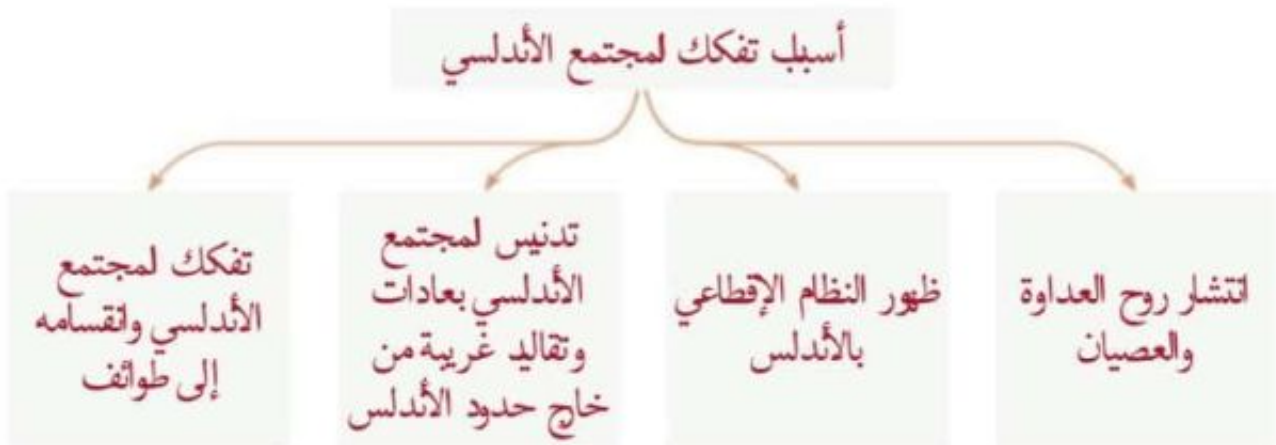 أسباب تفكك لمجتمع الأندلسي
انتشار روح العداوة
والعصيان
ظهور النظام الإقطاعي
بالأندلس
تدنيس لمجتمع
الأندلسي بعادات
وتقاليد غريبة من
خارج حدود الأندلس
تفكك لمجتمع
الأندلسي وانقسامه
إلى طوائف